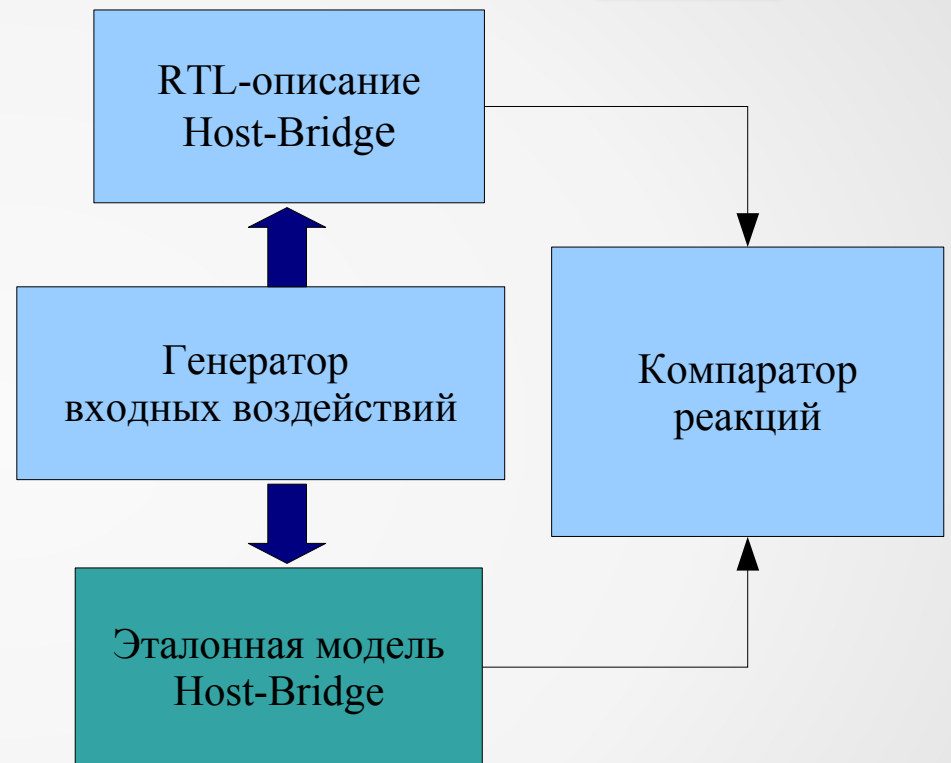 RTL-описание
Host-Bridge
Генератор
входных воздействий
Компаратор
реакций
Эталонная модель
Host-Bridge